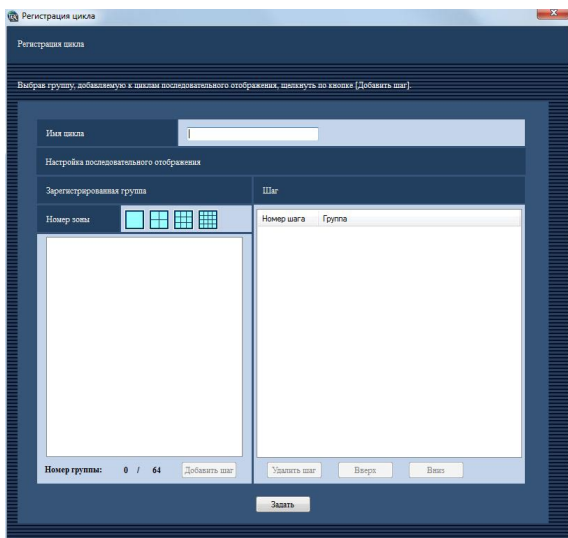 Регистрация цикла
Регистрация цикла
Выбрав группу, добавляемую к циклам последовательного отображения, щелкнуть по кнопке [Добавить шаг].
Имя цикла
Настройка последовательного отображения
Зарегистрированная группа
Шаг
Номер зоны
Номер шага Группа
Номер группы: 0 / 64 Добавить шаг
Удалить шаг Вверх Вниз
Задать